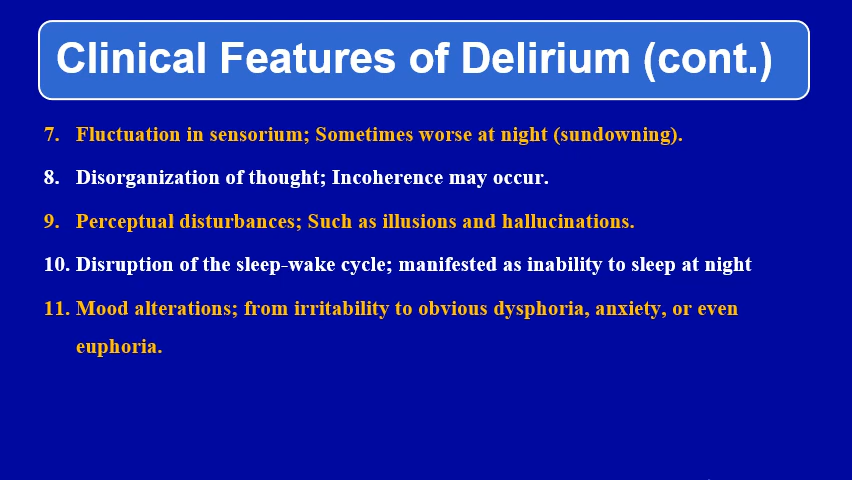 Clinical Features of Delirium (cont.)
7. Fluctuation in sensorium; Sometimes worse at night (sundowning).
8. Disorganization of thought; Incoherence may occur.
9. Perceptual disturbances; Such as illusions and hallucinations.
10. Disruption of the sleep-wake cycle; manifested as inability to sleep at night
11. Mood alterations; from irritability to obvious dysphoria, anxiety, or even
euphoria.